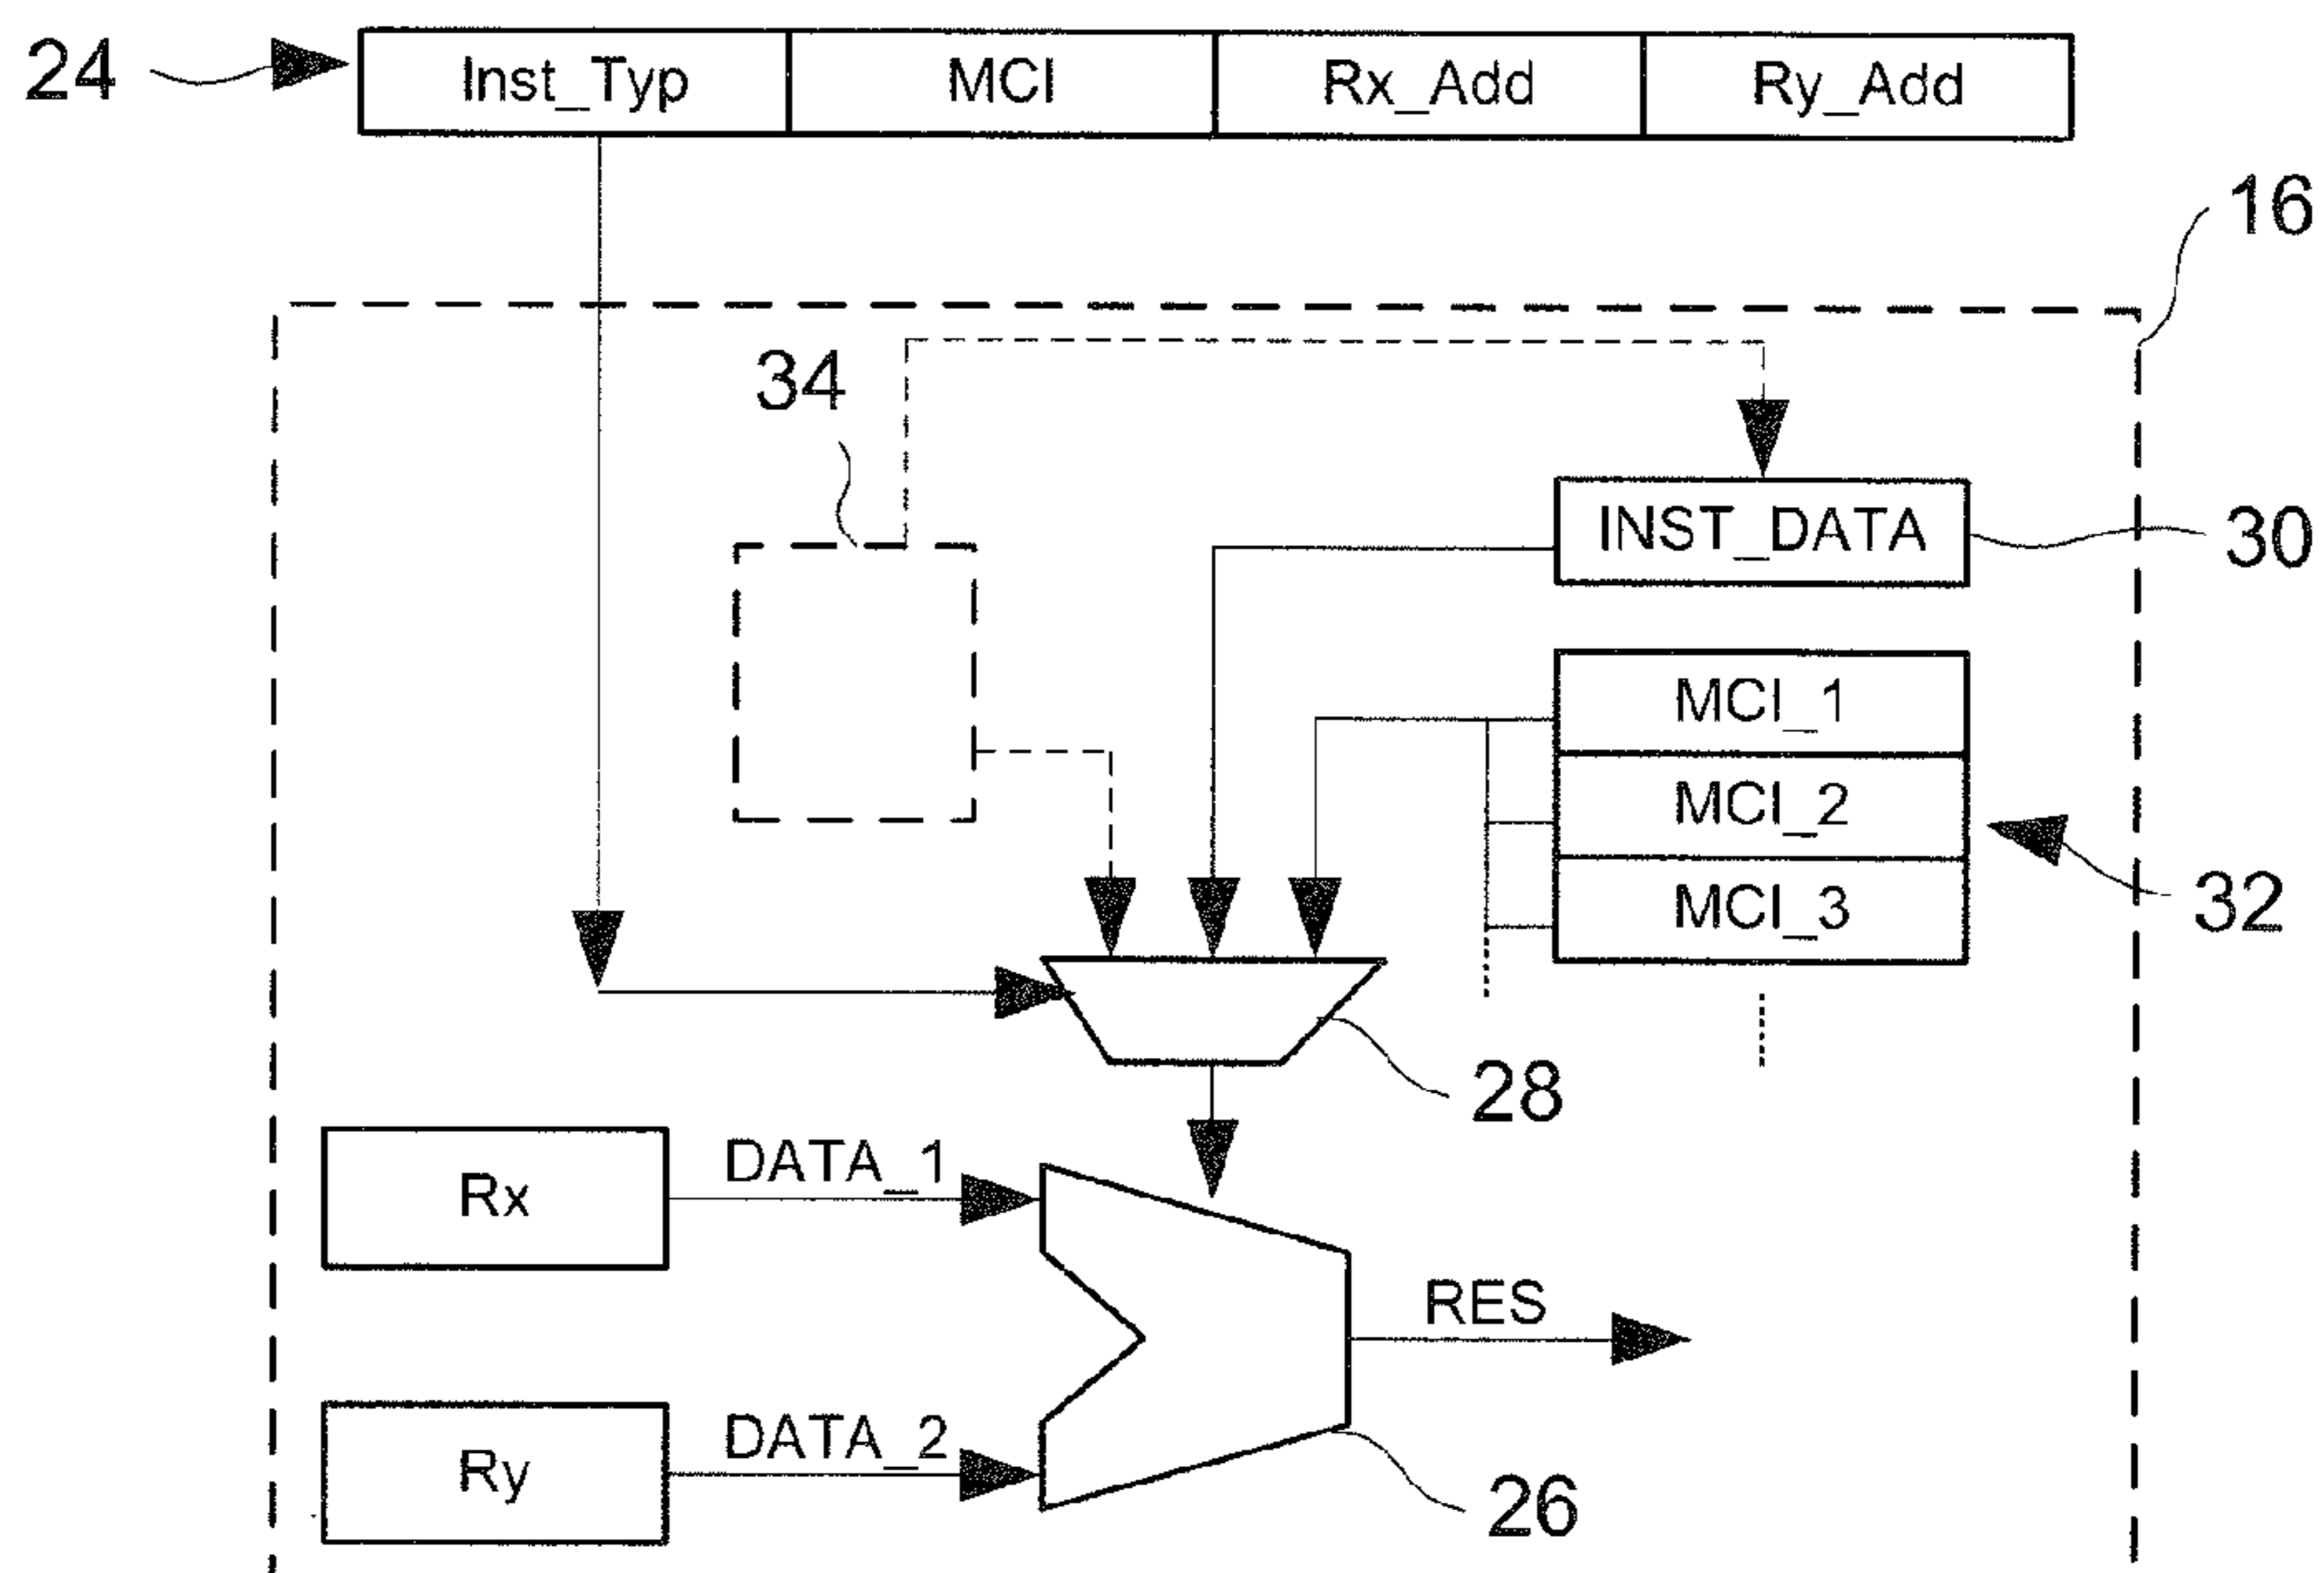 24 Inst_Typ MCI Rx_Add Ry_Add
16
34
INST_DATA 30
MCI_1
MCI_2
MCI_3 32
28
Rx DATA_1
RES
Ry DATA_2
26